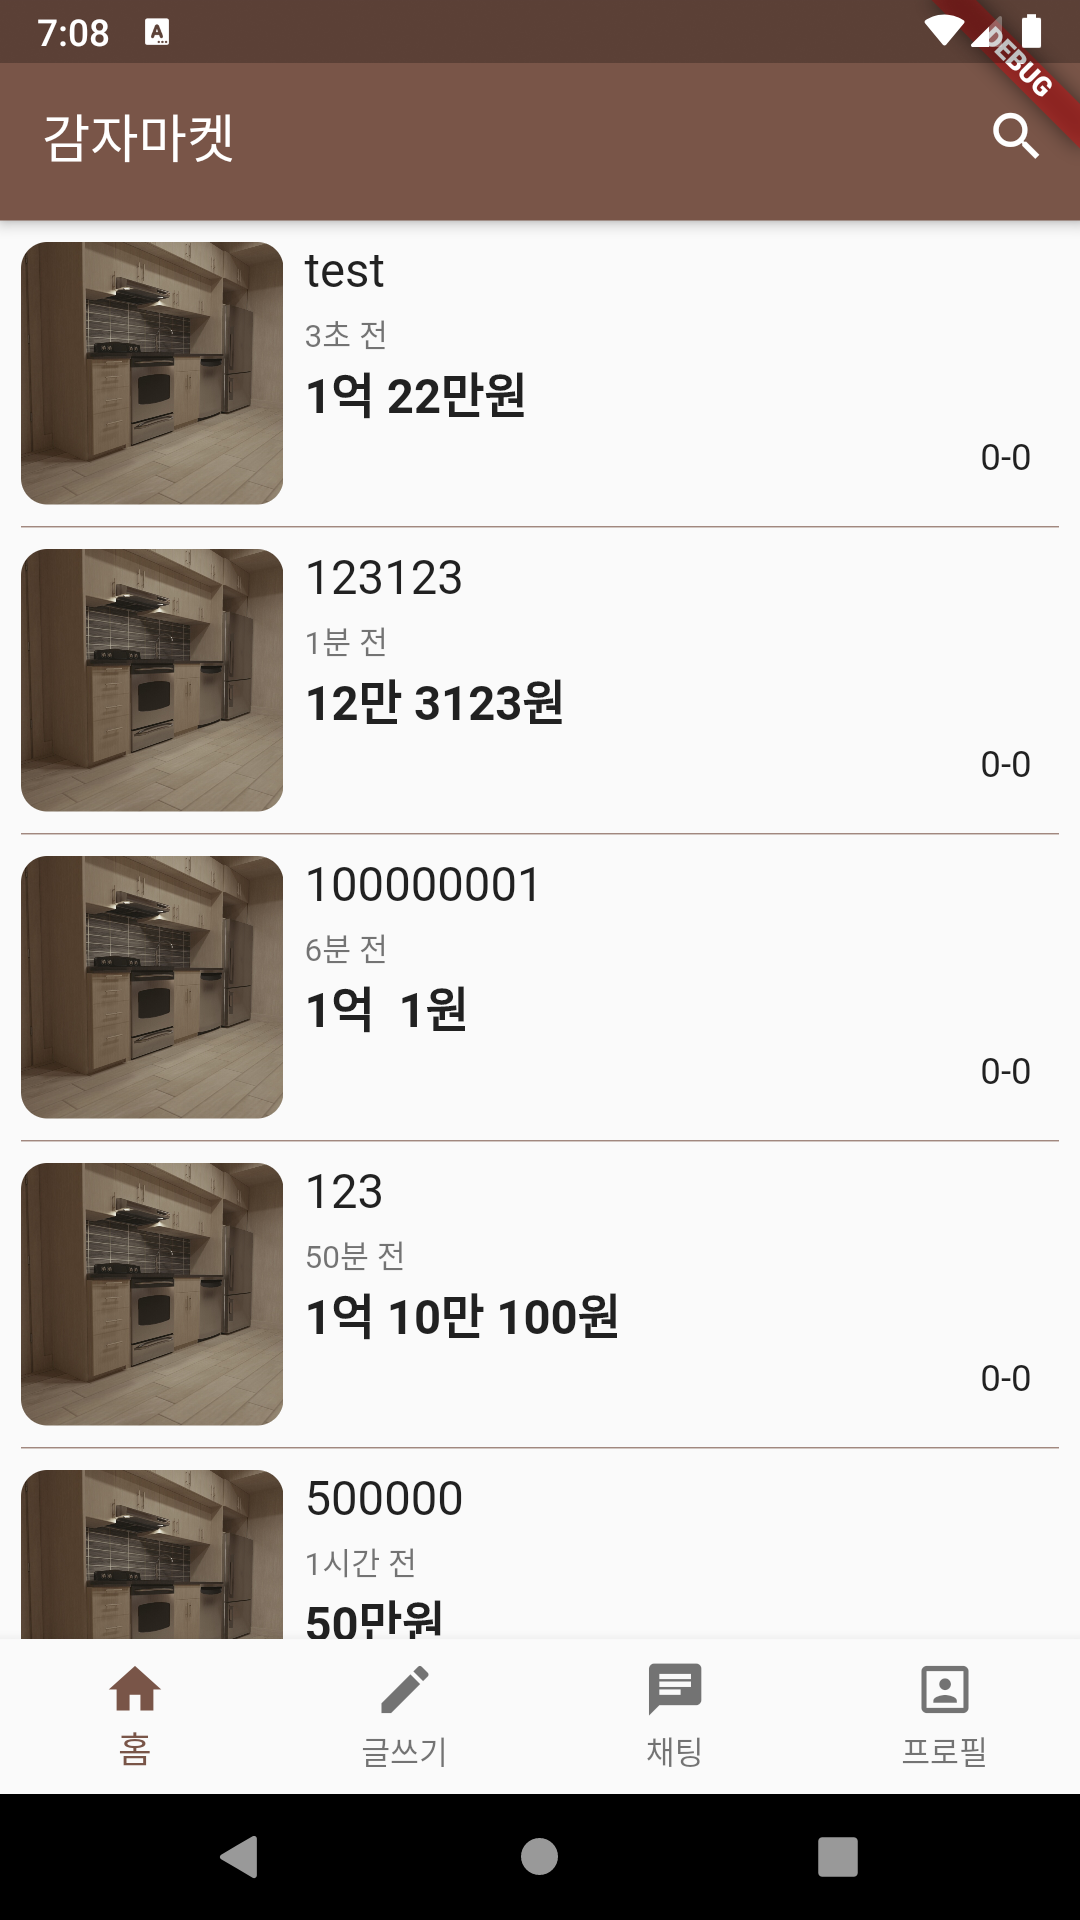 7:08
DEBUG
감자마켓
test
3초 전
1억 22만원
0-0
123123
1분 전
12만 3123원
0-0
100000001
6분 전
1억  1원
0-0
123
50분 전
1억 10만 100원
0-0
500000
1시간 전
50만원
홈
글쓰기
채팅
프로필